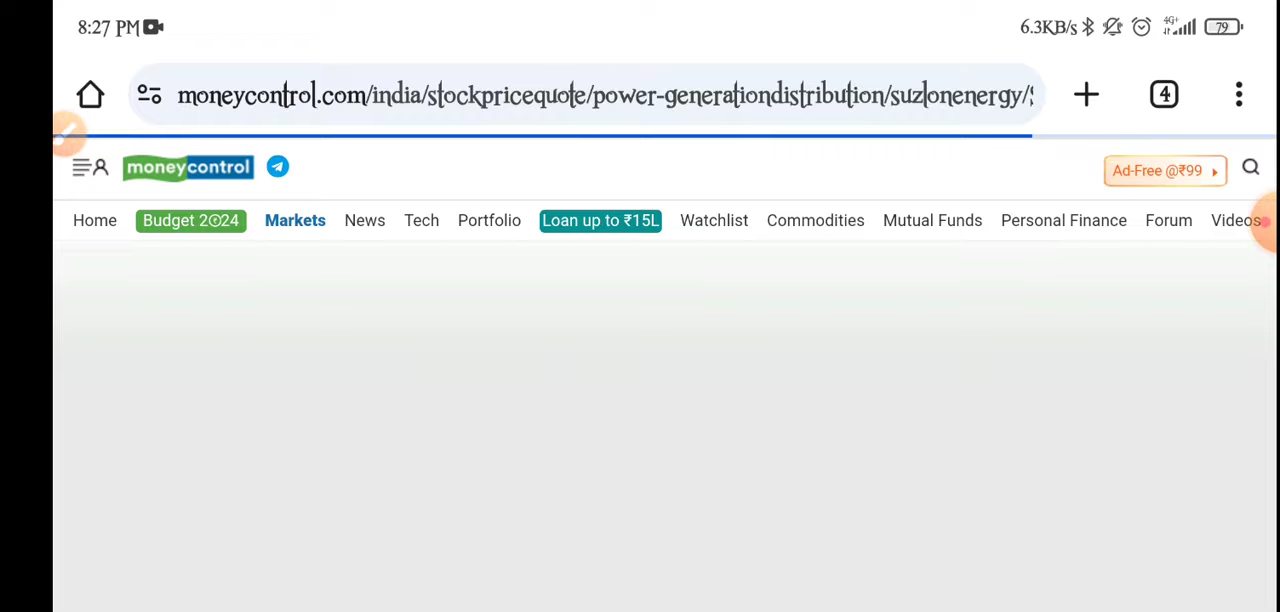 8:27 PM 6.3KB/s 4G+ 79
moneycontrol.com/india/stockpricequote/power-generationdistribution/suzlonenergy/
4
moneycontrol Ad-Free @₹99
Home Budget 2024 Markets News Tech Portfolio Loan up to ₹15L Watchlist Commodities Mutual Funds Personal Finance Forum Videos